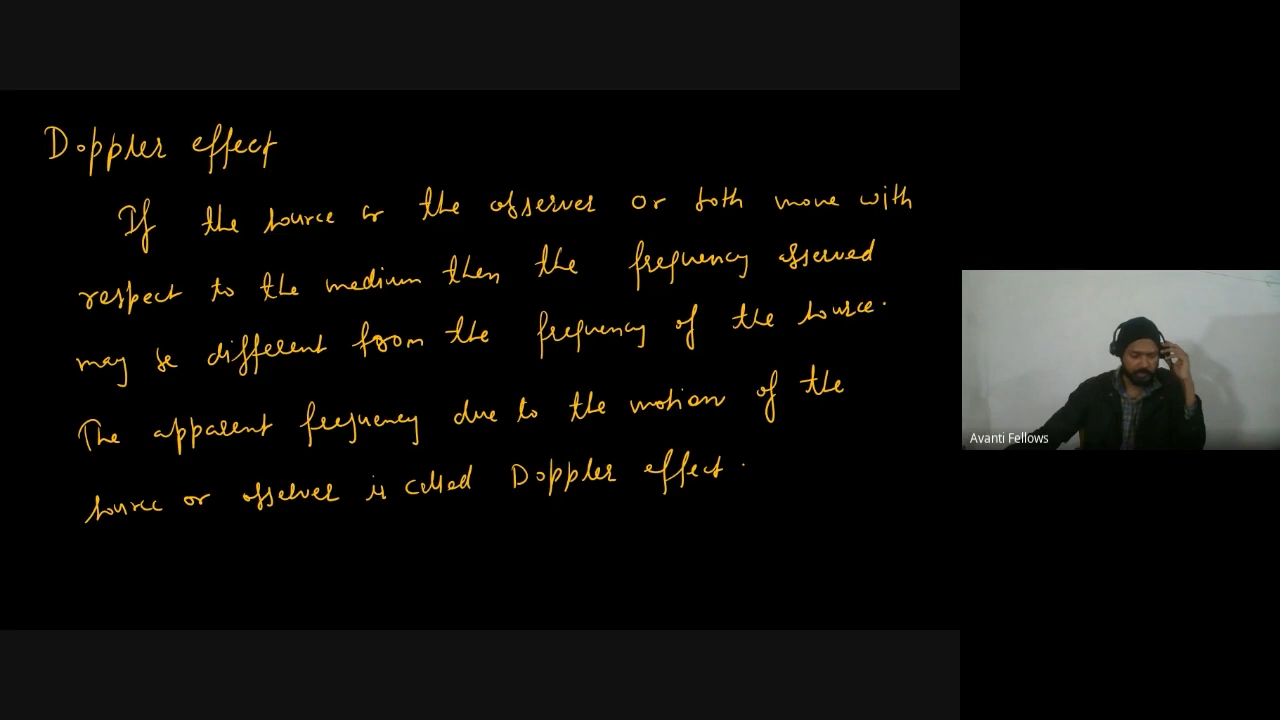 Doppler effect
If the source or the observer or both move with
respect to the medium then the frequency observed
may be different from the frequency of the source.
The apparent frequency due to the motion of the
source or observer is called Doppler effect.
Avanti Fellows